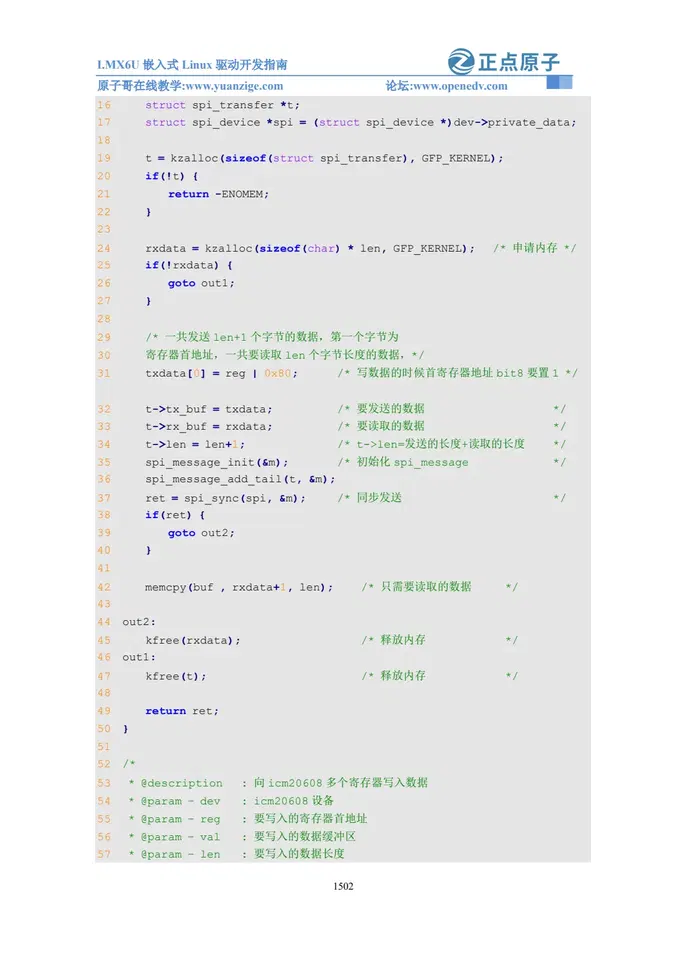 I.MX6U 嵌入式 Linux 驱动开发指南
正点原子
原子哥在线教学:www.yuanzige.com 论坛:www.openedv.com
16 struct spi_transfer *t;
17 struct spi_device *spi = (struct spi_device *)dev->private_data;
18
19 t = kzalloc(sizeof(struct spi_transfer), GFP_KERNEL);
20 if(!t) {
21 return -ENOMEM;
22 }
23
24 rxdata = kzalloc(sizeof(char) * len, GFP_KERNEL); /* 申请内存 */
25 if(!rxdata) {
26 goto out1;
27 }
28
29 /* 一共发送 len+1 个字节的数据，第一个字节为
30 寄存器首地址，一共要读取 len 个字节长度的数据，*/
31 txdata[0] = reg | 0x80; /* 写数据的时候首寄存器地址 bit8 要置 1 */
32 t->tx_buf = txdata; /* 要发送的数据 */
33 t->rx_buf = rxdata; /* 要读取的数据 */
34 t->len = len+1; /* t->len=发送的长度+读取的长度 */
35 spi_message_init(&m); /* 初始化 spi_message */
36 spi_message_add_tail(t, &m);
37 ret = spi_sync(spi, &m); /* 同步发送 */
38 if(ret) {
39 goto out2;
40 }
41
42 memcpy(buf , rxdata+1, len); /* 只需要读取的数据 */
43
44 out2:
45 kfree(rxdata); /* 释放内存 */
46 out1:
47 kfree(t); /* 释放内存 */
48
49 return ret;
50 }
51
52 /*
53 * @description : 向 icm20608 多个寄存器写入数据
54 * @param - dev : icm20608 设备
55 * @param - reg : 要写入的寄存器首地址
56 * @param - val : 要写入的数据缓冲区
57 * @param - len : 要写入的数据长度
1502